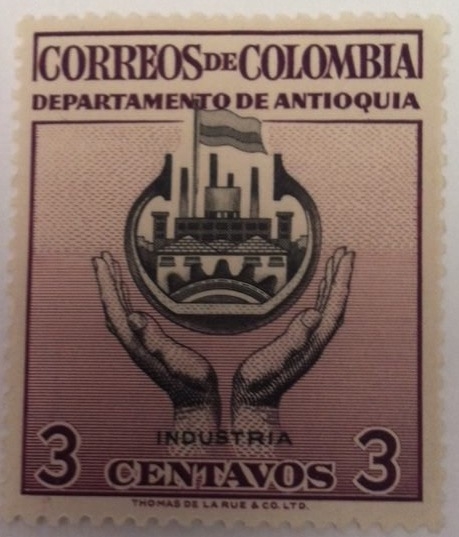 CORREOS DE COLOMBIA
DEPARTAMENTO DE ANTIOQUIA
INDUSTRIA
3 CENTAVOS 3
THOMAS DE LA RUE & CO. LTD.